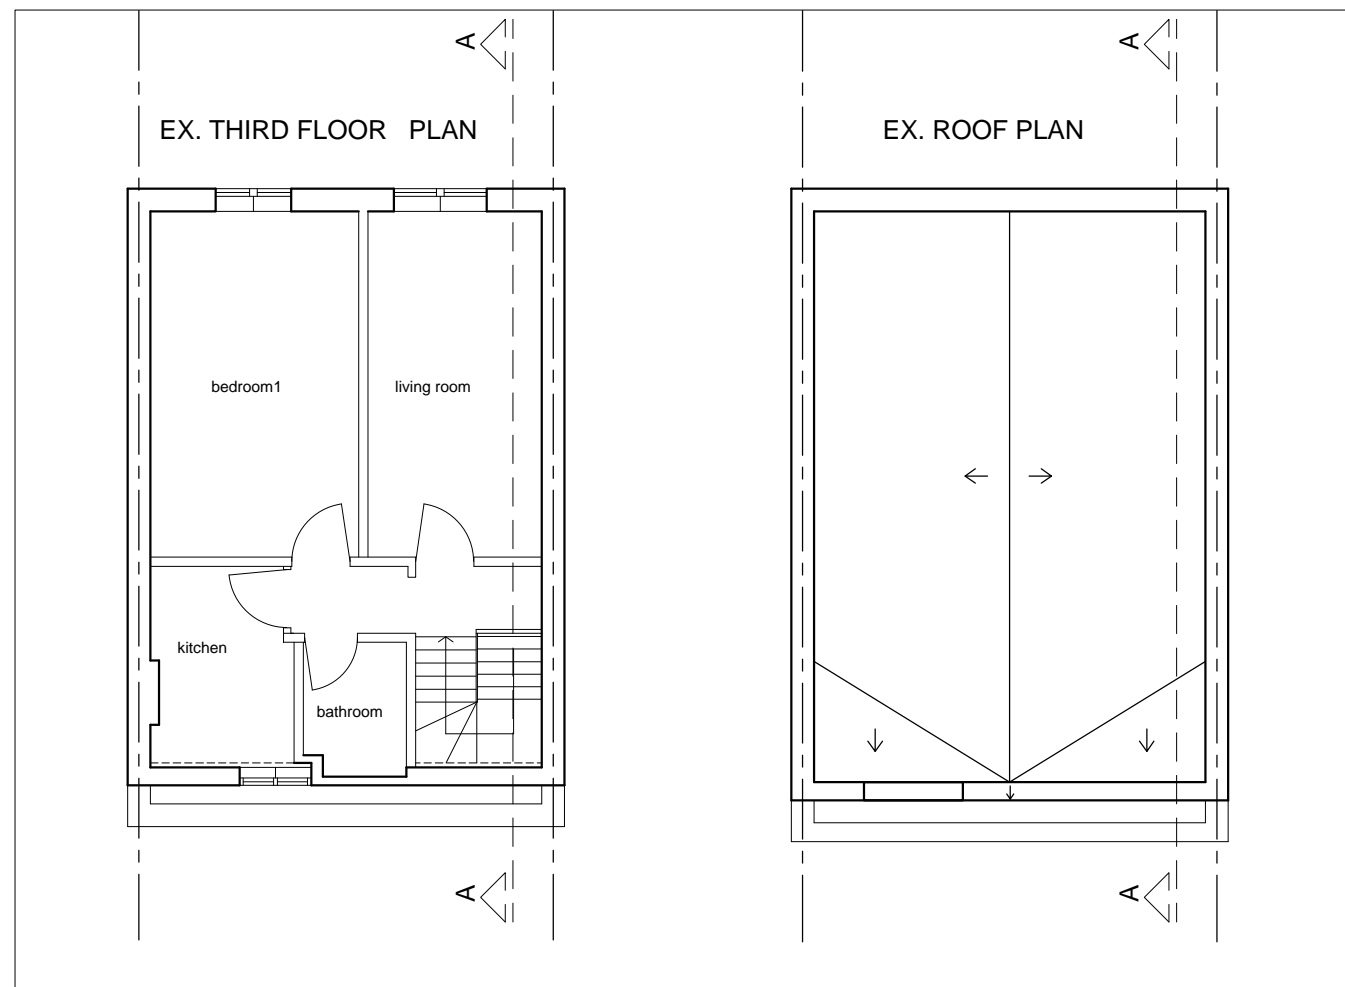 A
A
EX. THIRD FLOOR PLAN
EX. ROOF PLAN
bedroom1
living room
kitchen
bathroom
A
A